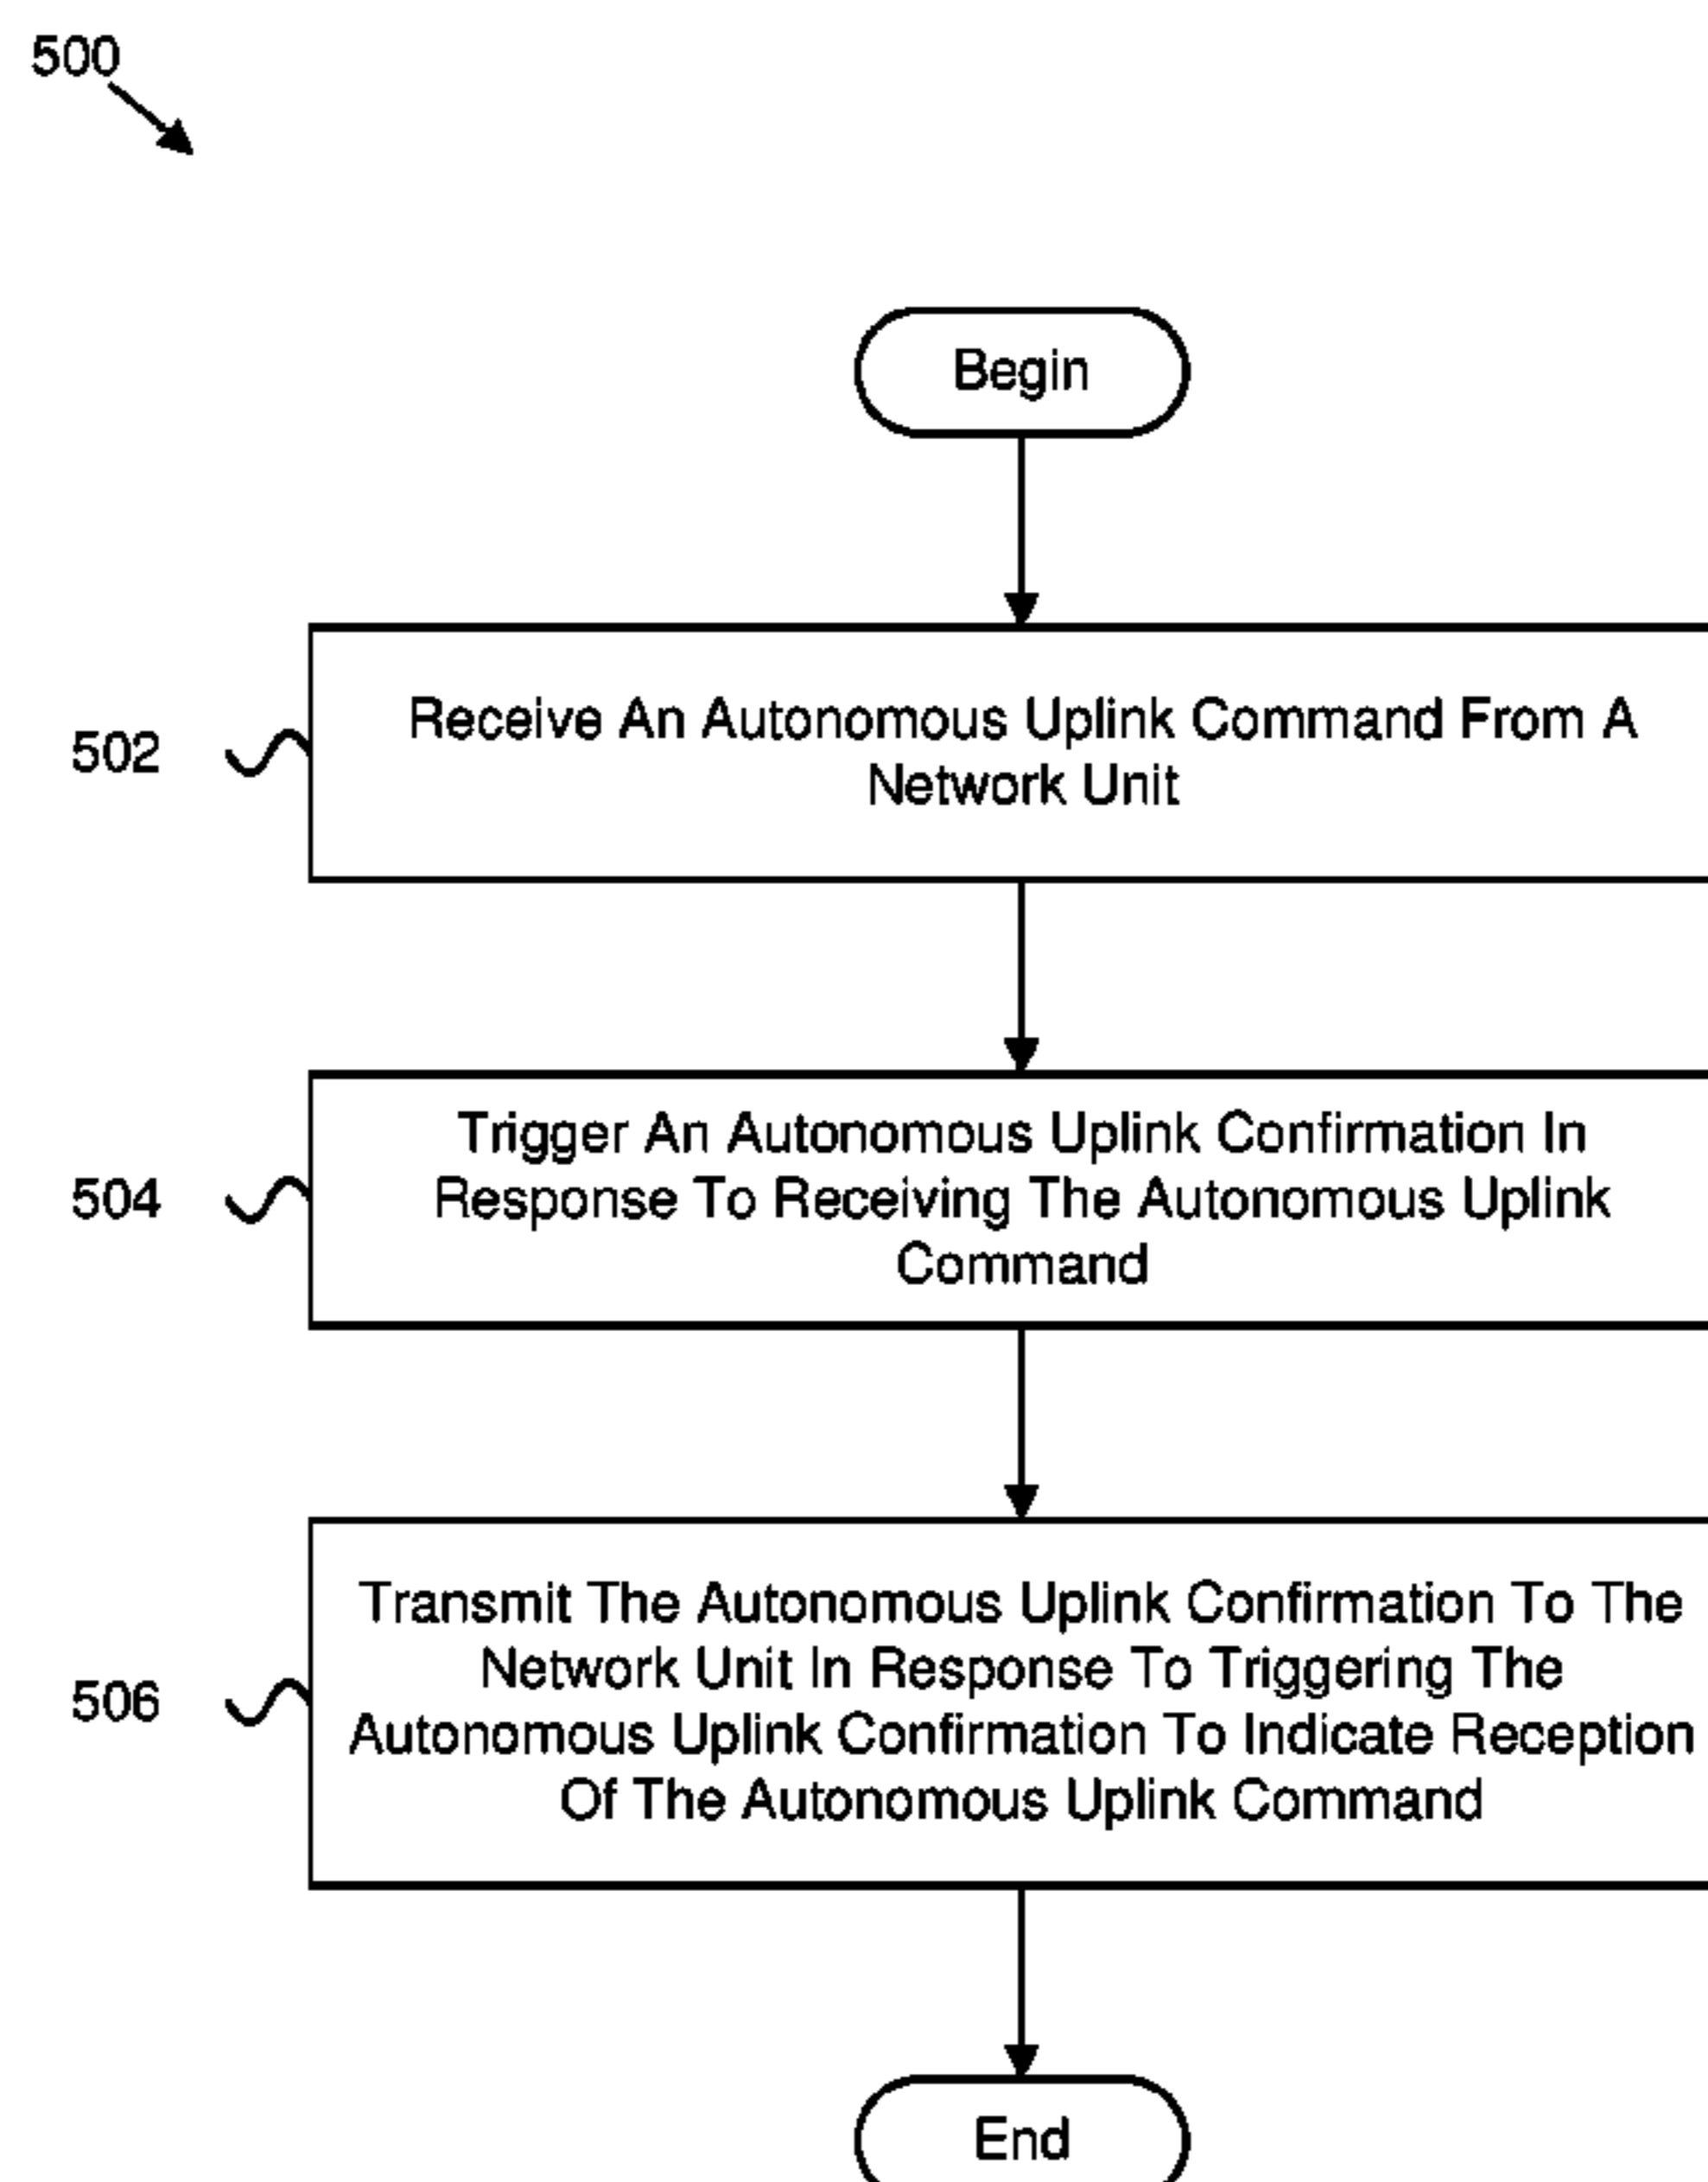 500
Begin
502
Receive An Autonomous Uplink Command From A
Network Unit
504
Trigger An Autonomous Uplink Confirmation In
Response To Receiving The Autonomous Uplink
Command
506
Transmit The Autonomous Uplink Confirmation To The
Network Unit In Response To Triggering The
Autonomous Uplink Confirmation To Indicate Reception
Of The Autonomous Uplink Command
End